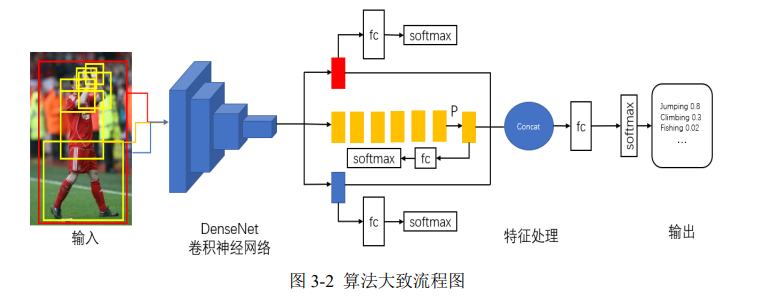 fc
softmax
P
softmax
fc
fc
softmax
Concat
fc
softmax
Jumping 0.8
Climbing 0.3
Fishing 0.02
...
输入
DenseNet
卷积神经网络
特征处理
输出
图 3-2 算法大致流程图